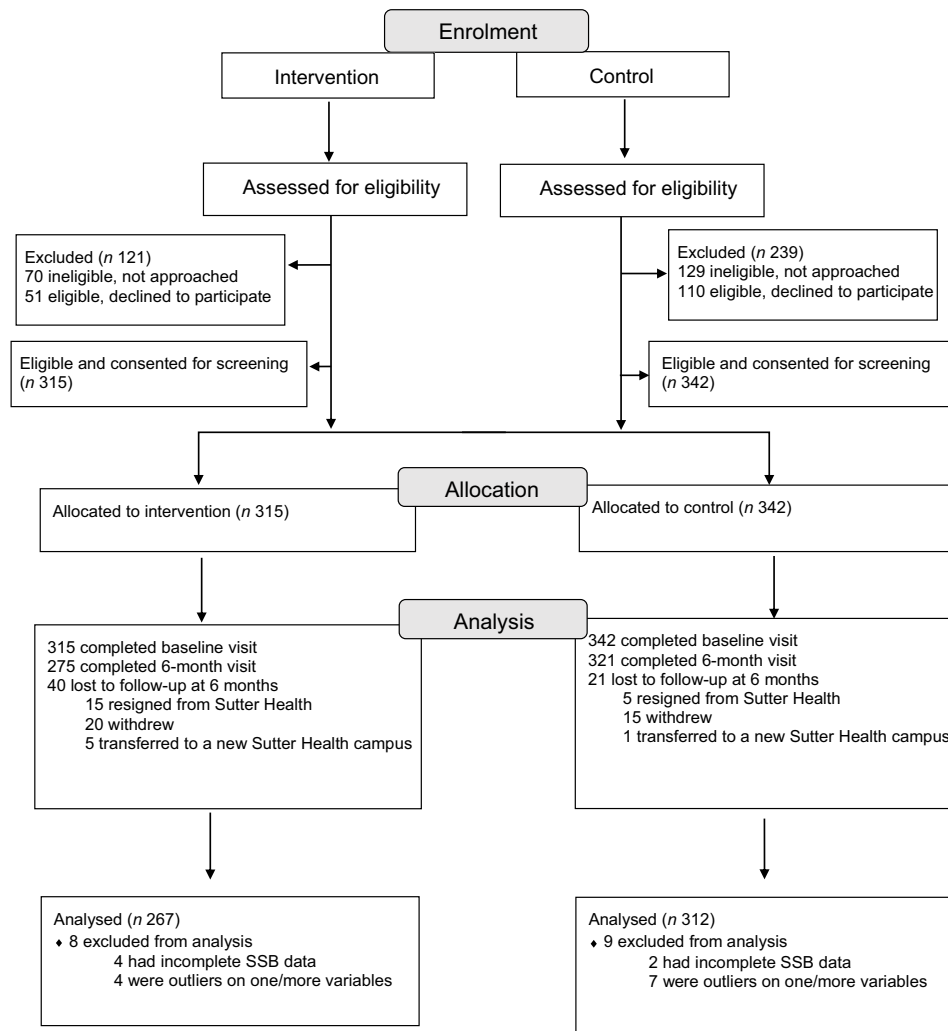 Enrolment
Intervention
Control
Assessed for eligibility
Assessed for eligibility
Excluded (n 121)
70 ineligible, not approached
51 eligible, declined to participate
Excluded (n 239)
129 ineligible, not approached
110 eligible, declined to participate
Eligible and consented for screening
(n 315)
Eligible and consented for screening
(n 342)
Allocation
Allocated to intervention (n 315)
Allocated to control (n 342)
Analysis
315 completed baseline visit
275 completed 6-month visit
40 lost to follow-up at 6 months
15 resigned from Sutter Health
20 withdrew
5 transferred to a new Sutter Health campus
342 completed baseline visit
321 completed 6-month visit
21 lost to follow-up at 6 months
5 resigned from Sutter Health
15 withdrew
1 transferred to a new Sutter Health campus
Analysed (n 267)
♦ 8 excluded from analysis
4 had incomplete SSB data
4 were outliers on one/more variables
Analysed (n 312)
♦ 9 excluded from analysis
2 had incomplete SSB data
7 were outliers on one/more variables